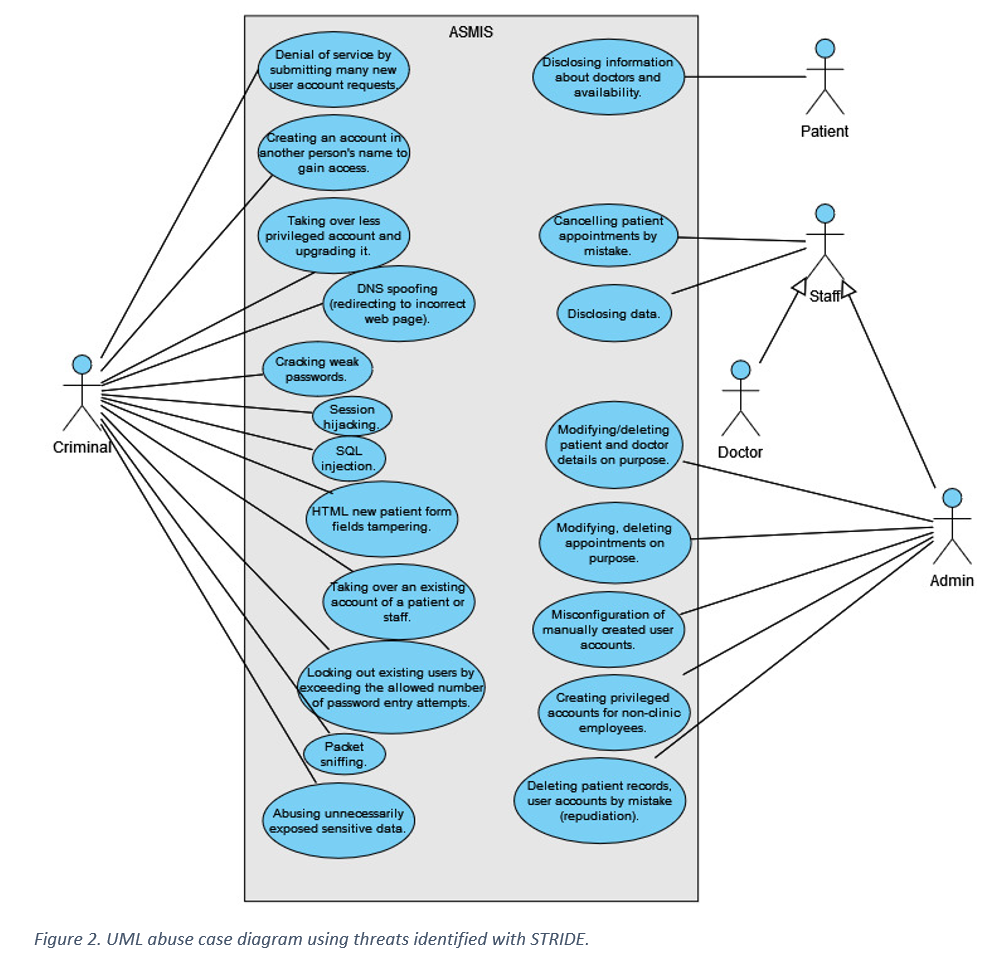 ASMIS
Denial of service by
submitting many new
user account requests.
Creating an account in
another person's name to
gain access.
Taking over less
privileged account and
upgrading it.
DNS spoofing
(redirecting to incorrect
web page).
Cracking weak
passwords.
Session
hijacking.
SQL
injection.
HTML new patient form
fields tampering.
Taking over an existing
account of a patient or
staff.
Locking out existing users by
exceeding the allowed number
of password entry attempts.
Packet
sniffing.
Abusing unnecessarily
exposed sensitive data.
Criminal
Disclosing information
about doctors and
availability.
Cancelling patient
appointments by
mistake.
Disclosing data.
Modifying/deleting
patient and doctor
details on purpose.
Modifying, deleting
appointments on
purpose.
Misconfiguration of
manually created user
accounts.
Creating privileged
accounts for non-clinic
employees.
Deleting patient records,
user accounts by mistake
(repudiation).
Patient
Staff
Doctor
Admin
Figure 2. UML abuse case diagram using threats identified with STRIDE.